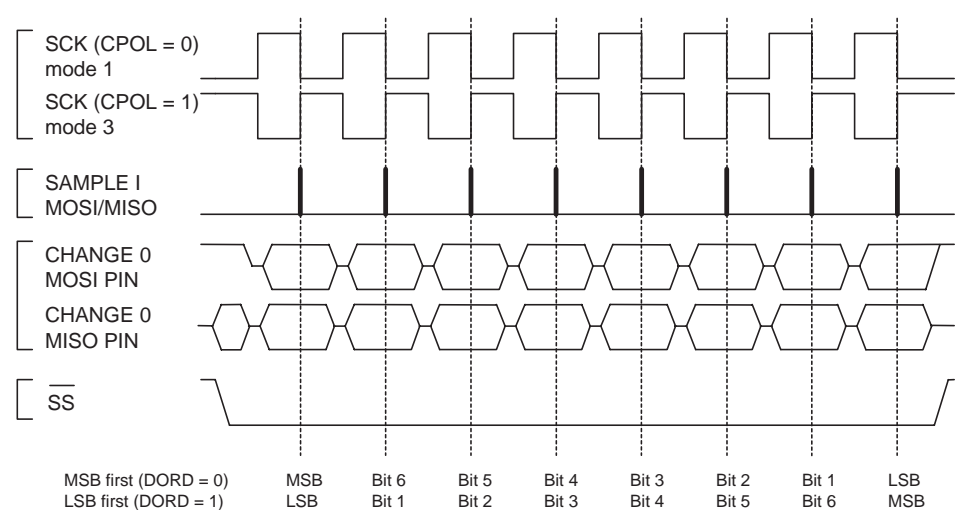 SCK (CPOL = 0)
mode 1
SCK (CPOL = 1)
mode 3
SAMPLE I
MOSI/MISO
CHANGE 0
MOSI PIN
CHANGE 0
MISO PIN
SS
MSB first (DORD = 0) MSB Bit 6 Bit 5 Bit 4 Bit 3 Bit 2 Bit 1 LSB
LSB first (DORD = 1) LSB Bit 1 Bit 2 Bit 3 Bit 4 Bit 5 Bit 6 MSB